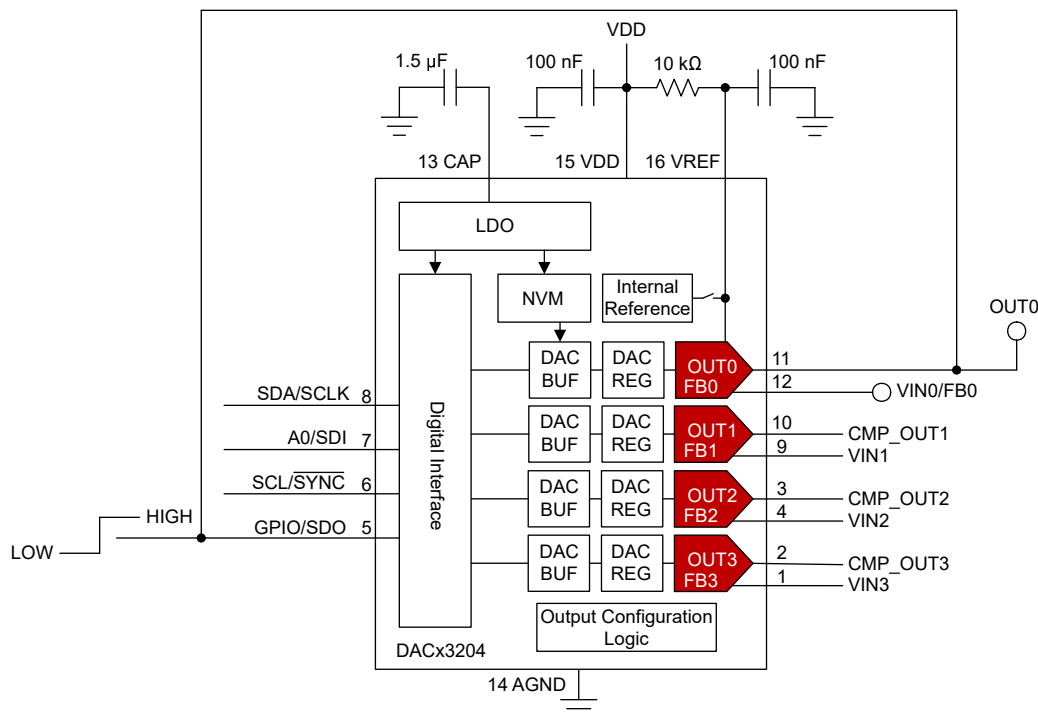 VDD
1.5 µF
100 nF
10 kΩ
100 nF
13 CAP
15 VDD
16 VREF
LDO
NVM
Internal
Reference
OUT0
DAC
BUF
DAC
REG
OUT0
FB0
11
12
VIN0/FB0
SDA/SCLK
8
Digital Interface
DAC
BUF
DAC
REG
OUT1
FB1
10
CMP_OUT1
9
VIN1
A0/SDI
7
SCL/SYNC
6
DAC
BUF
DAC
REG
OUT2
FB2
3
CMP_OUT2
4
VIN2
HIGH
LOW
GPIO/SDO
5
DAC
BUF
DAC
REG
OUT3
FB3
2
CMP_OUT3
1
VIN3
Output Configuration
Logic
DACx3204
14 AGND